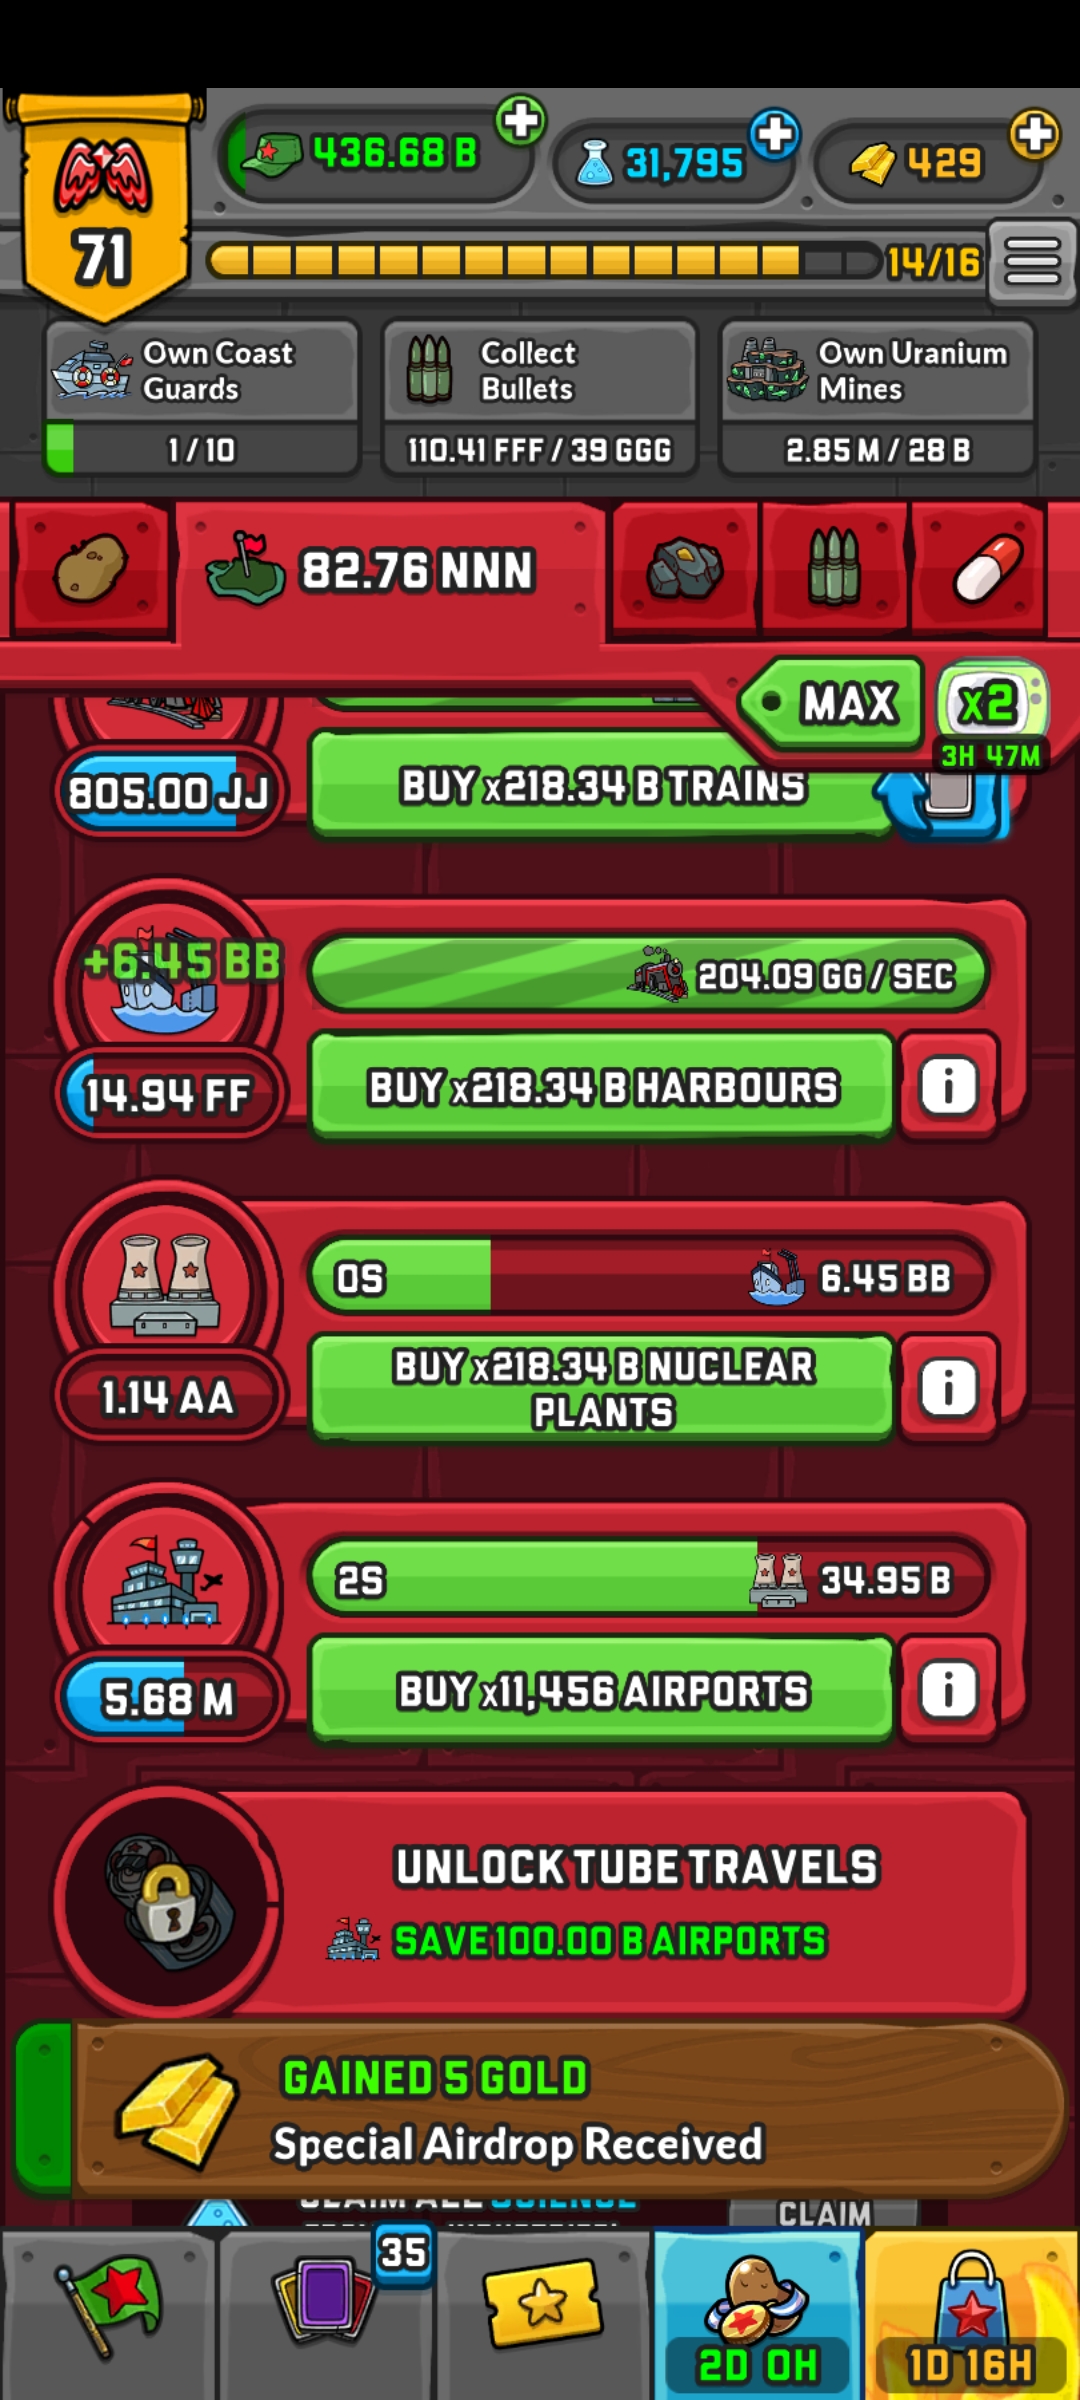 436.68 B
31,795
429
71
14/16
Own Coast
Guards
1 / 10
Collect
Bullets
110.41 FFF / 39 GGG
Own Uranium
Mines
2.85 M / 28 B
82.76 NNN
MAX
x2
3H 47M
805.00 JJ
BUY x218.34 B TRAINS
+6.45 BB
204.09 GG / SEC
14.94 FF
BUY x218.34 B HARBOURS
i
0S
6.45 BB
1.14 AA
BUY x218.34 B NUCLEAR
PLANTS
i
2S
34.95 B
5.68 M
BUY x11,456 AIRPORTS
i
UNLOCK TUBE TRAVELS
SAVE 100.00 B AIRPORTS
GAINED 5 GOLD
Special Airdrop Received
CLAIM ALL SCIENCE
CLAIM
35
2D 0H
1D 16H